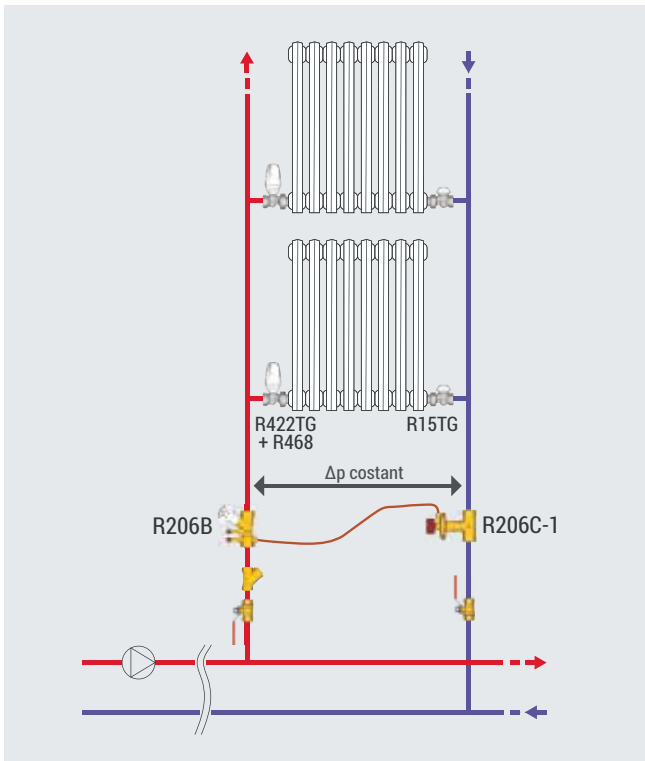 R422TG
+ R468
R15TG
Δp costant
R206B
R206C-1